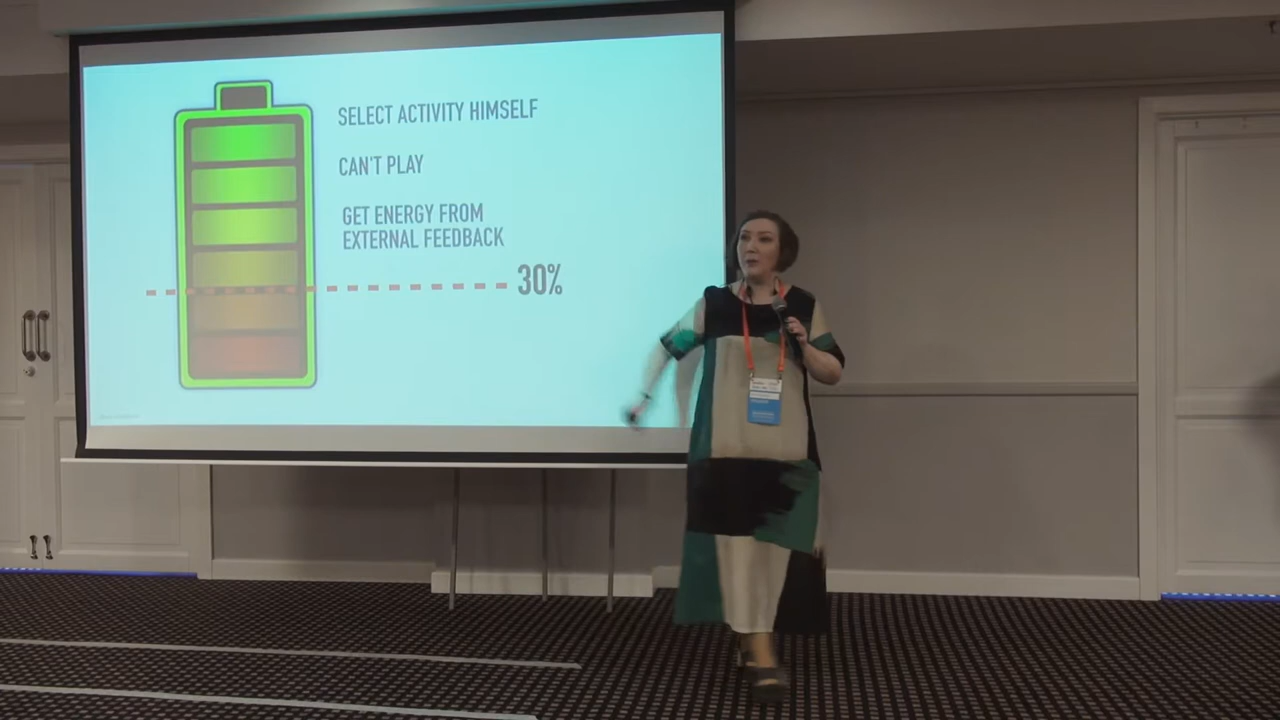 SELECT ACTIVITY HIMSELF
CAN'T PLAY
GET ENERGY FROM
EXTERNAL FEEDBACK
30%